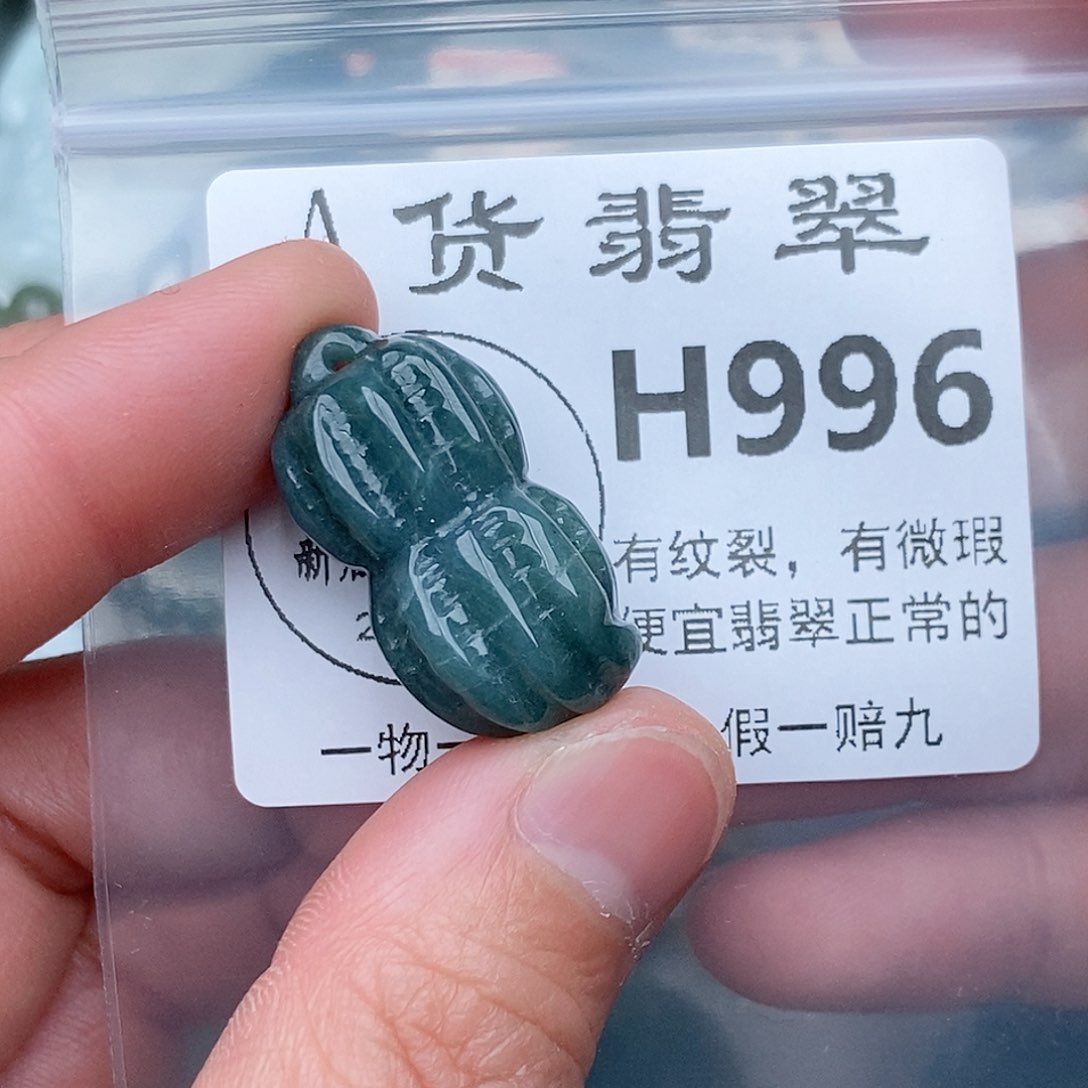 A 货 翡 翠
H996
有纹裂，有微瑕
便宜翡翠正常的
一物一 假一赔九